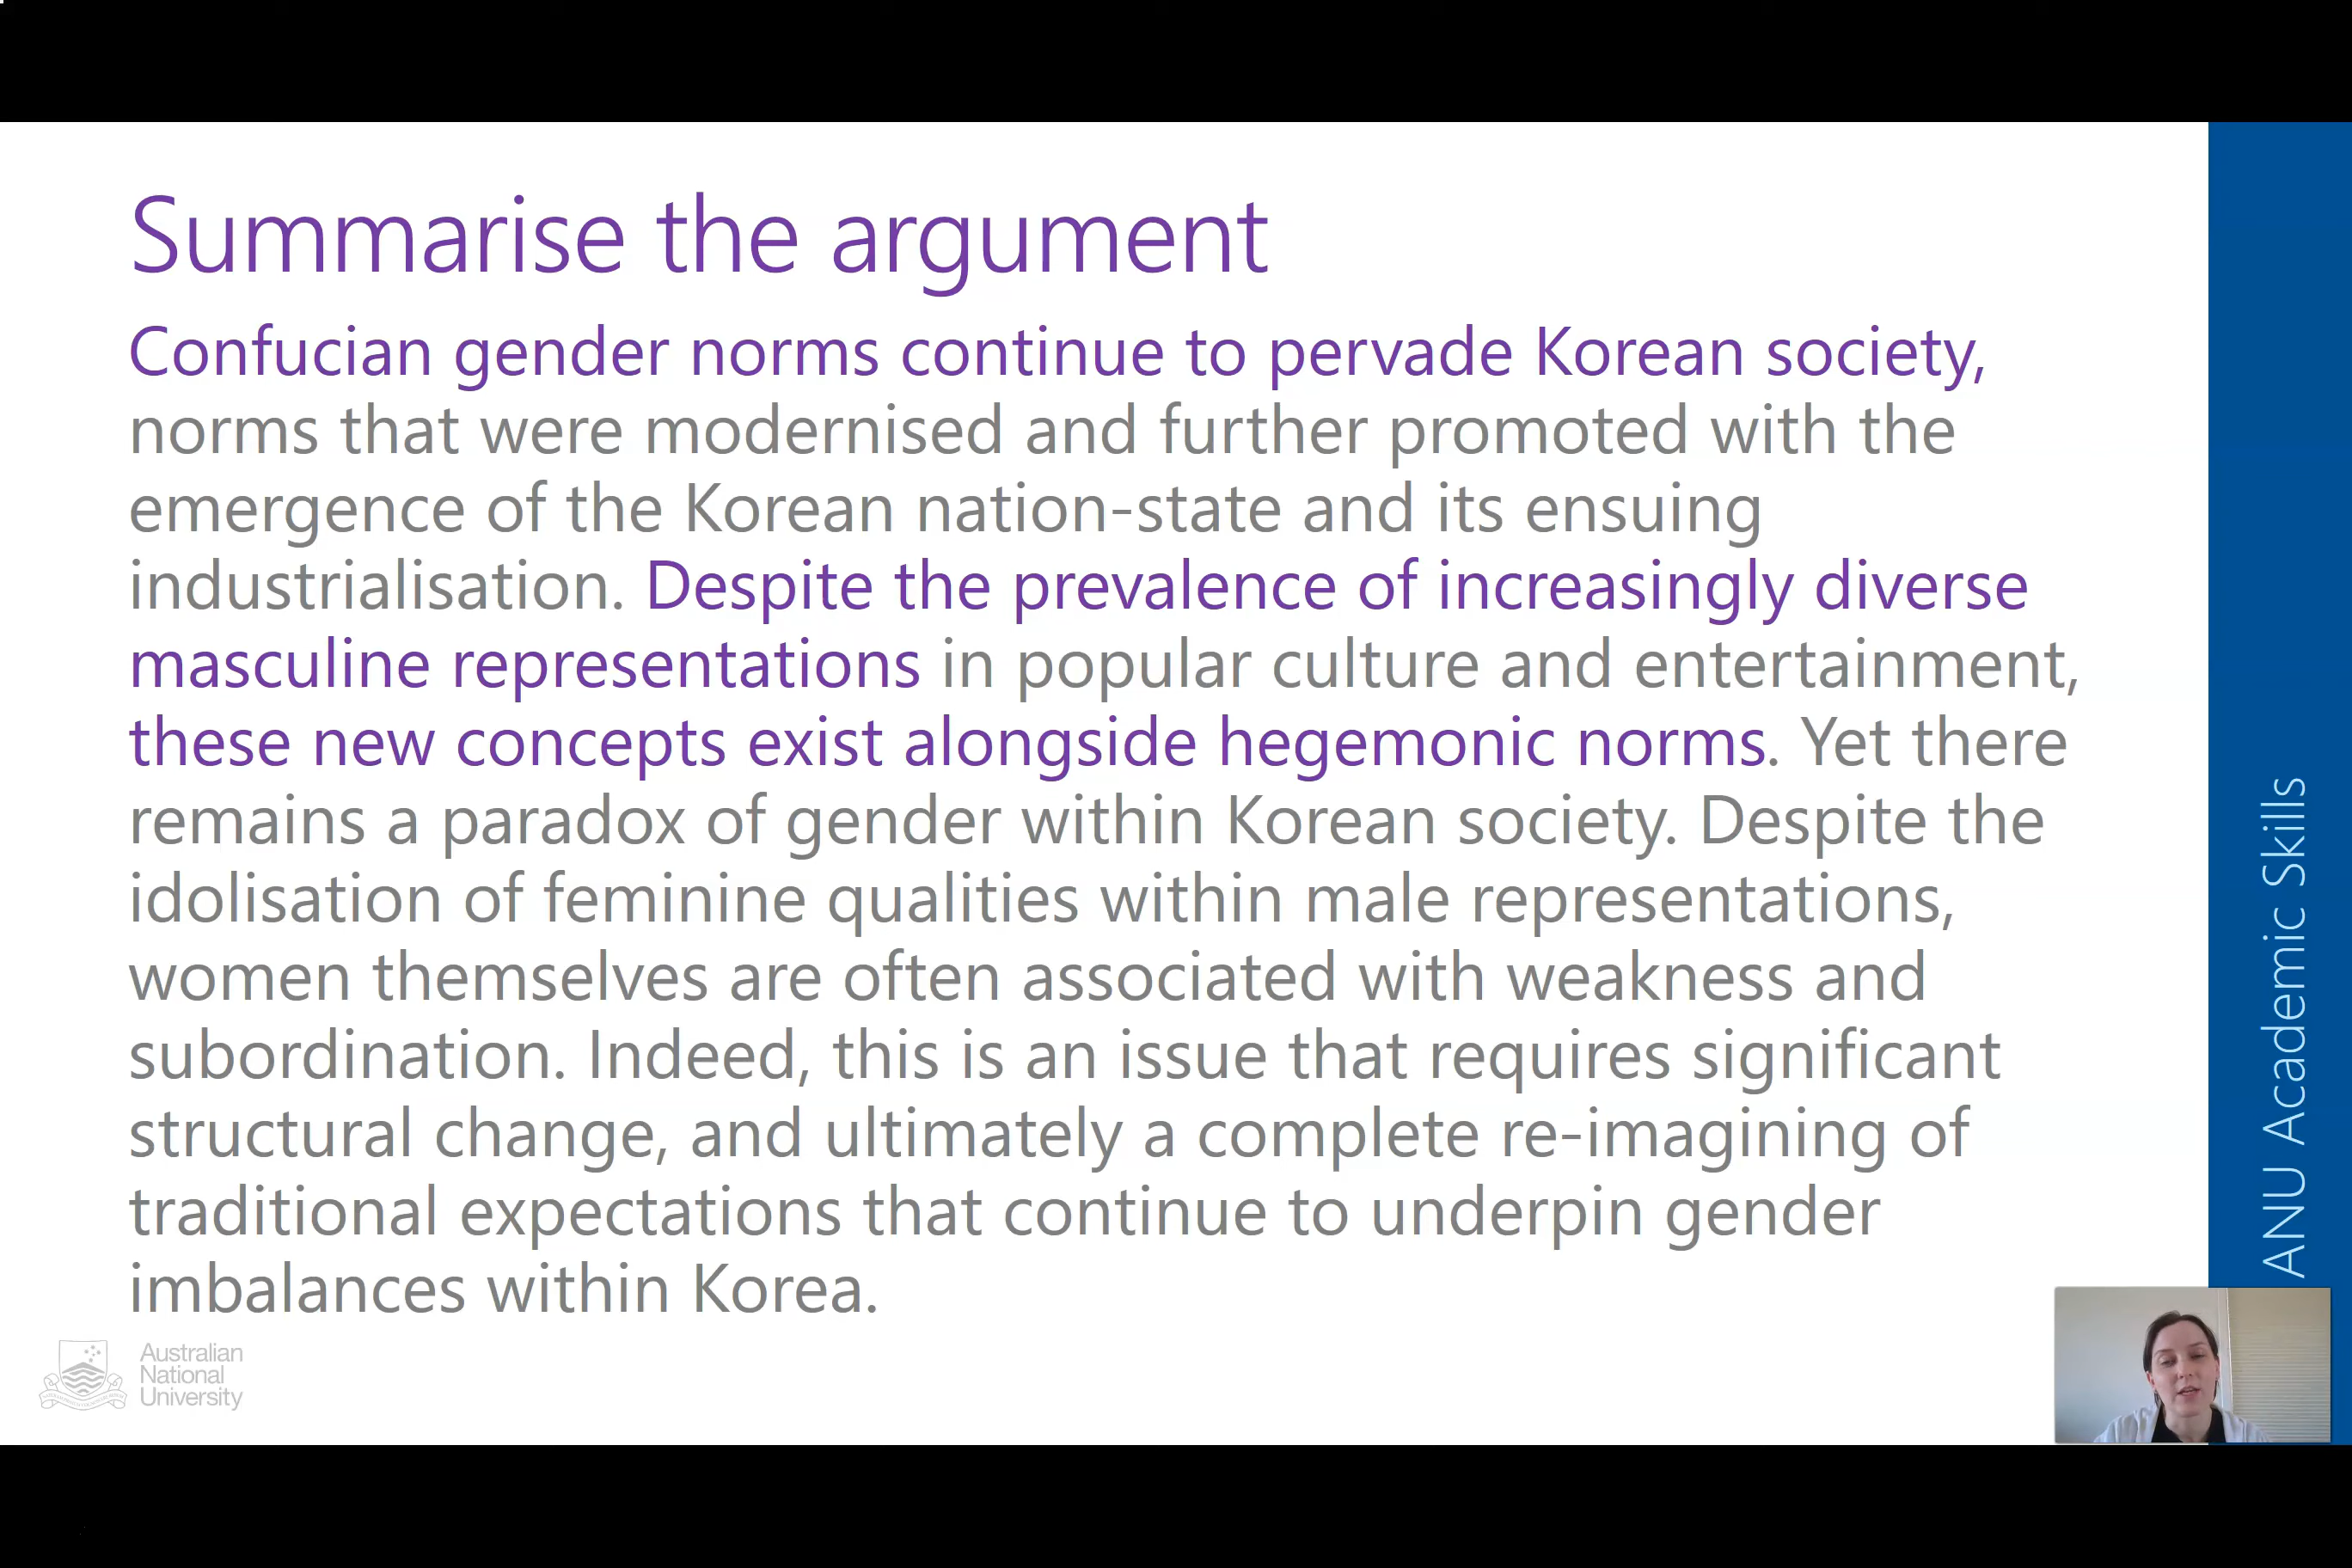 Summarise the argument
Confucian gender norms continue to pervade Korean society,
norms that were modernised and further promoted with the
emergence of the Korean nation-state and its ensuing
industrialisation. Despite the prevalence of increasingly diverse
masculine representations in popular culture and entertainment,
these new concepts exist alongside hegemonic norms. Yet there
remains a paradox of gender within Korean society. Despite the
idolisation of feminine qualities within male representations,
women themselves are often associated with weakness and
subordination. Indeed, this is an issue that requires significant
structural change, and ultimately a complete re-imagining of
traditional expectations that continue to underpin gender
imbalances within Korea.
Australian
National
University
ANU Academic Skills